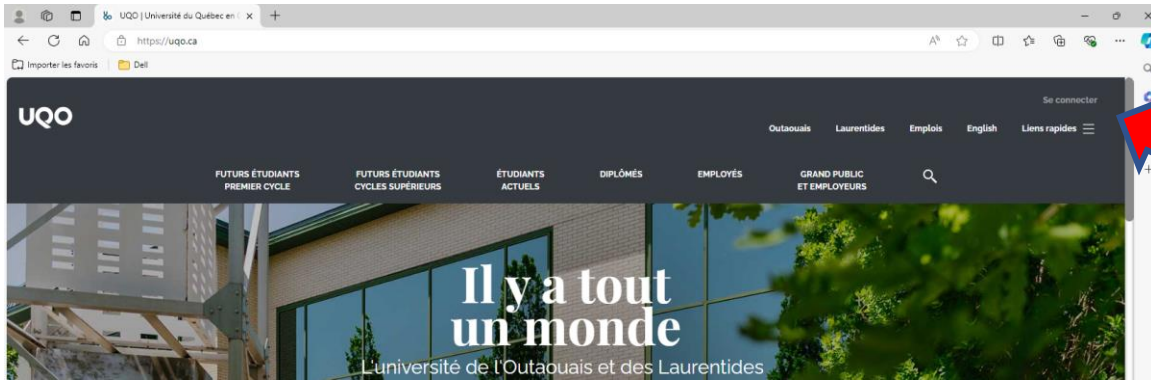 UQO | Université du Québec en
https://uqo.ca
Importer les favoris
Dell
Se connecter
UQO
Outaouais Laurentides Emplois English Liens rapides
FUTURS ÉTUDIANTS
PREMIER CYCLE
FUTURS ÉTUDIANTS
CYCLES SUPÉRIEURS
ÉTUDIANTS
ACTUELS
DIPLÔMÉS
EMPLOYÉS
GRAND PUBLIC
ET EMPLOYEURS
Il y a tout
un monde
L'université de l'Outaouais et des Laurentides